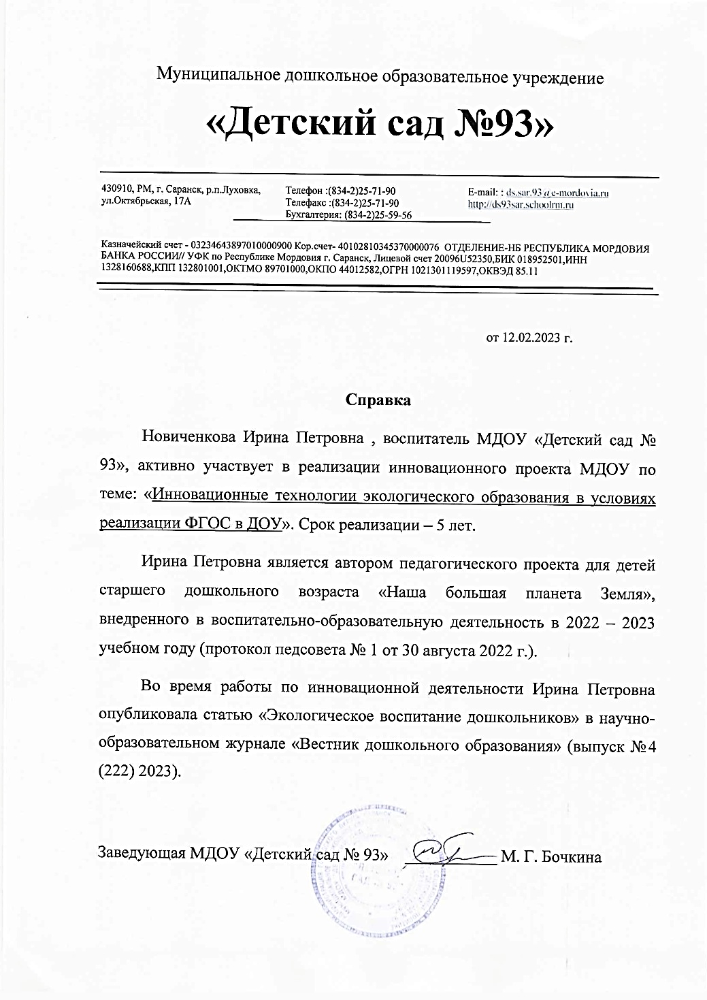 Муниципальное дошкольное образовательное учреждение
«Детский сад №93»
430910, РМ, г. Саранск, р.п.Луховка,
ул.Октябрьская, 17А
Телефон :(834-2)25-71-90
Телефакс :(834-2)25-71-90
Бухгалтерия: (834-2)25-59-56
E-mail: : ds.sar.93@e-mordovia.ru
http://ds93sar.schoolrm.ru
Казначейский счет - 03234643897010000900 Кор.счет- 40102810345370000076 ОТДЕЛЕНИЕ-НБ РЕСПУБЛИКА МОРДОВИЯ
БАНКА РОССИИ// УФК по Республике Мордовия г. Саранск, Лицевой счет 20096U52350,БИК 018952501,ИНН
1328160688,КПП 132801001,ОКТМО 89701000,ОКПО 44012582,ОГРН 1021301119597,ОКВЭД 85.11
от 12.02.2023 г.
Справка
Новиченкова Ирина Петровна , воспитатель МДОУ «Детский сад №
93», активно участвует в реализации инновационного проекта МДОУ по
теме: «Инновационные технологии экологического образования в условиях
реализации ФГОС в ДОУ». Срок реализации – 5 лет.
Ирина Петровна является автором педагогического проекта для детей
старшего дошкольного возраста «Наша большая планета Земля»,
внедренного в воспитательно-образовательную деятельность в 2022 – 2023
учебном году (протокол педсовета № 1 от 30 августа 2022 г.).
Во время работы по инновационной деятельности Ирина Петровна
опубликовала статью «Экологическое воспитание дошкольников» в научно-
образовательном журнале «Вестник дошкольного образования» (выпуск №4
(222) 2023).
Заведующая МДОУ «Детский сад № 93» М. Г. Бочкина